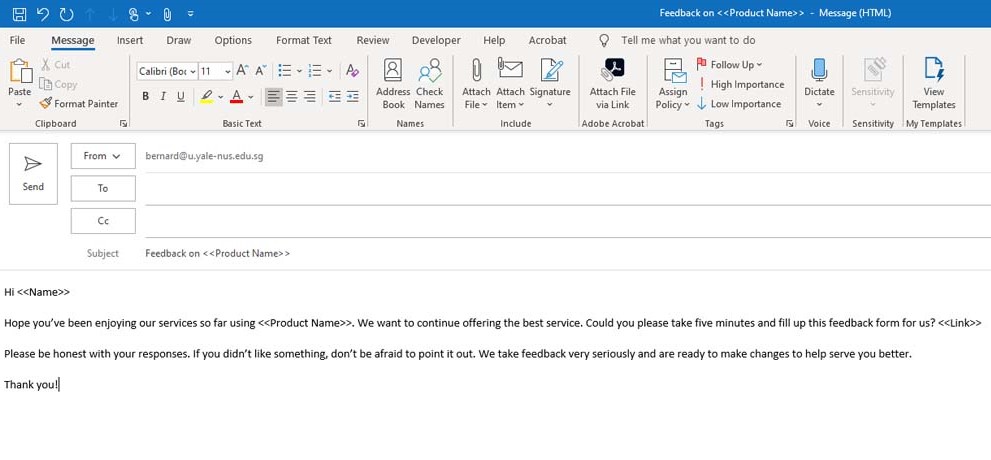 Feedback on <<Product Name>> - Message (HTML)
File Message Insert Draw Options Format Text Review Developer Help Acrobat Tell me what you want to do
Paste
Cut
Copy
Format Painter
Clipboard
Calibri (Boc 11 A A
B I U A
Basic Text
Address Book
Check Names
Names
Attach File
Attach Item
Signature
Include
Attach File via Link
Adobe Acrobat
Assign Policy
Follow Up
High Importance
Low Importance
Tags
Dictate
Voice
Sensitivity
Sensitivity
View Templates
My Templates
Send
From bernard@u.yale-nus.edu.sg
To
Cc
Subject Feedback on <<Product Name>>
Hi <<Name>>
Hope you’ve been enjoying our services so far using <<Product Name>>. We want to continue offering the best service. Could you please take five minutes and fill up this feedback form for us? <<Link>>
Please be honest with your responses. If you didn’t like something, don’t be afraid to point it out. We take feedback very seriously and are ready to make changes to help serve you better.
Thank you!